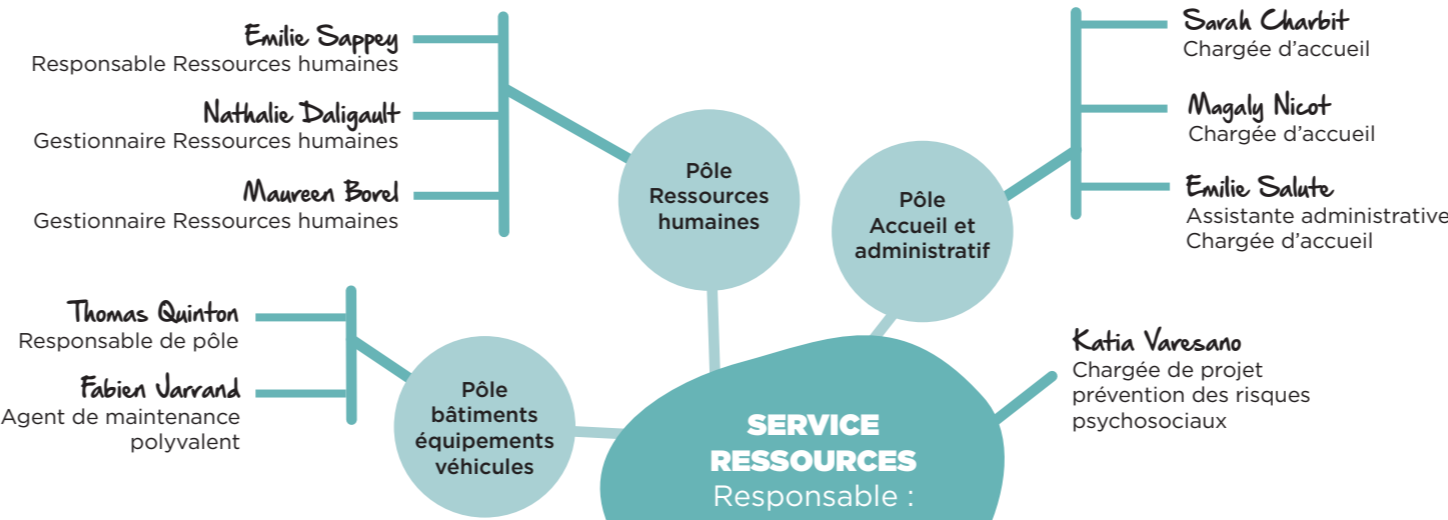 Emilie Sappey
Responsable Ressources humaines
Nathalie Daligault
Gestionnaire Ressources humaines
Maureen Borel
Gestionnaire Ressources humaines
Pôle
Ressources
humaines
Sarah Charbit
Chargée d'accueil
Magaly Nicot
Chargée d'accueil
Emilie Salute
Assistante administrative
Chargée d'accueil
Pôle
Accueil et
administratif
Thomas Quinton
Responsable de pôle
Fabien Jarrand
Agent de maintenance
polyvalent
Pôle
bâtiments
équipements
véhicules
Katia Varesano
Chargée de projet
prévention des risques
psychosociaux
SERVICE
RESSOURCES
Responsable :